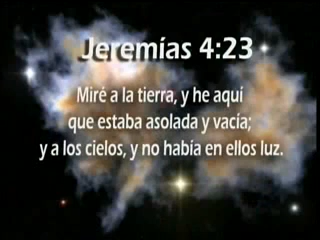 Jeremías 4:23
Miré a la tierra, y he aquí
que estaba asolada y vacía;
y a los cielos, y no había en ellos luz.